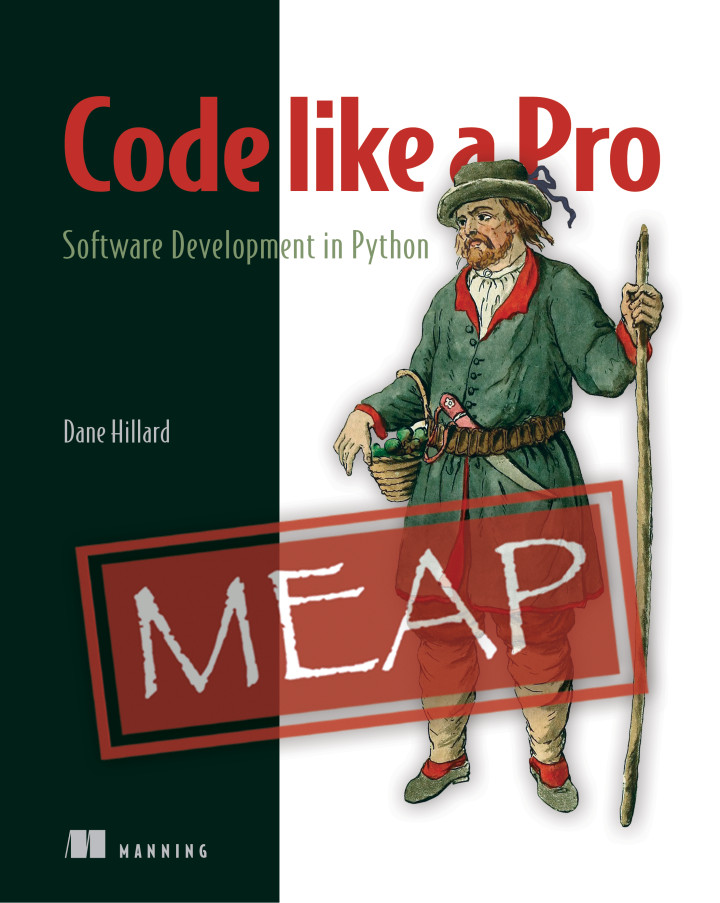 Code like a Pro
Software Development in Python
Dane Hillard
MEAP
MANNING